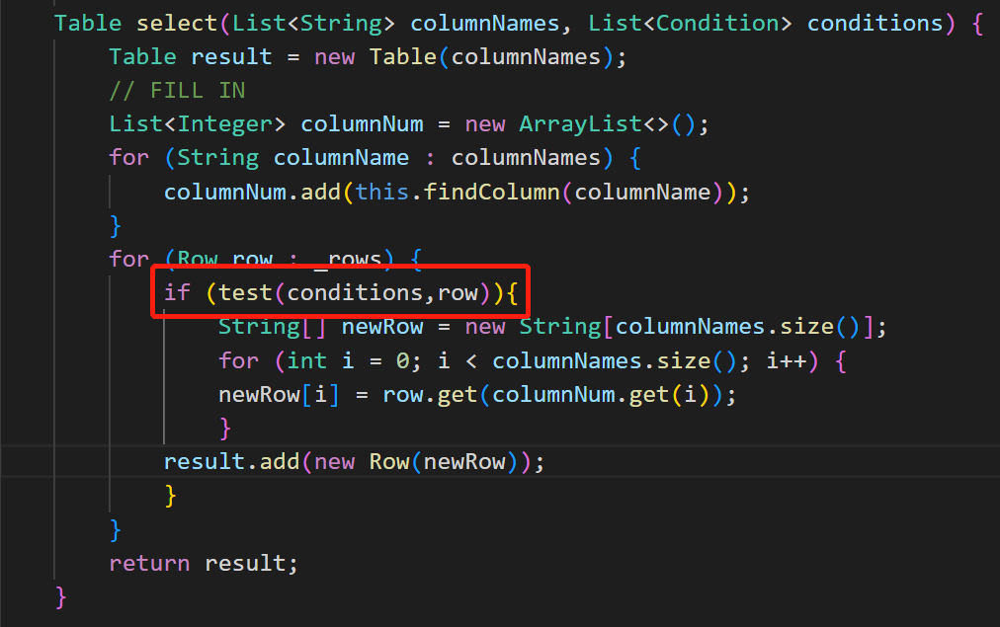 Table select(List<String> columnNames, List<Condition> conditions) {
Table result = new Table(columnNames);
// FILL IN
List<Integer> columnNum = new ArrayList<>();
for (String columnName : columnNames) {
columnNum.add(this.findColumn(columnName));
}
for (Row row : _rows) {
if (test(conditions,row)){
String[] newRow = new String[columnNames.size()];
for (int i = 0; i < columnNames.size(); i++) {
newRow[i] = row.get(columnNum.get(i));
}
result.add(new Row(newRow));
}
}
return result;
}